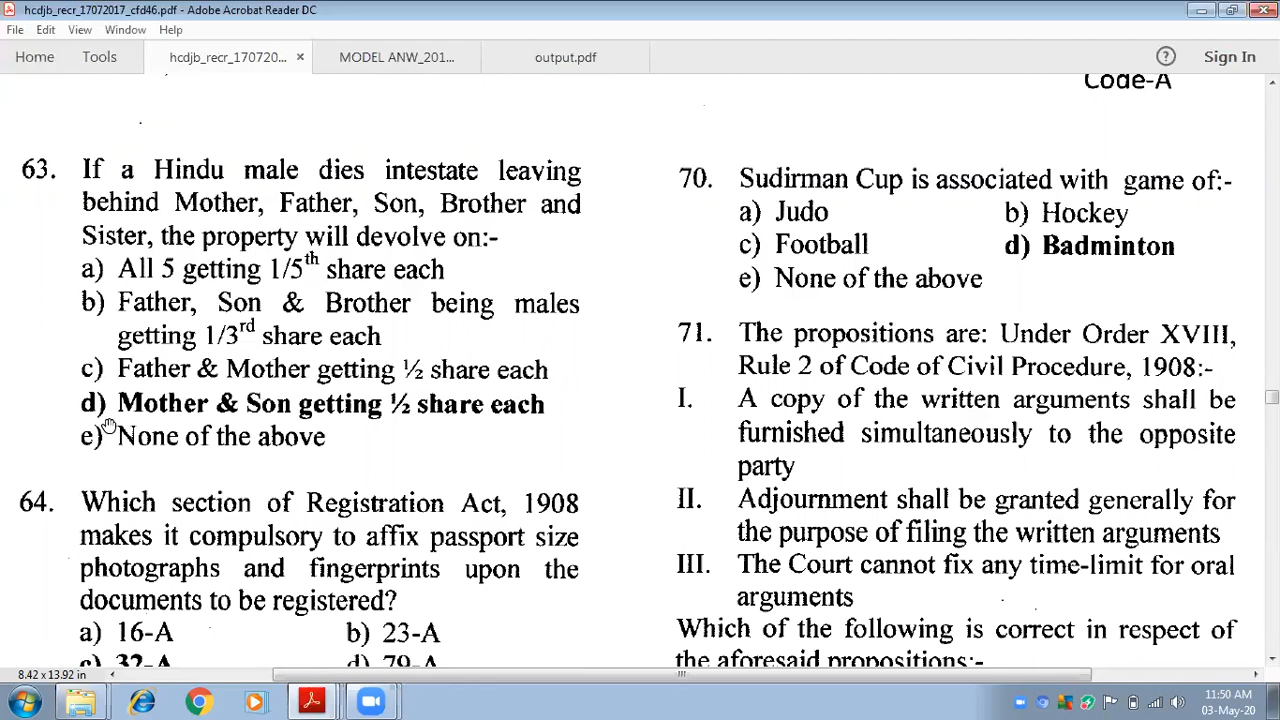 hcdjb_recr_17072017_cfd46.pdf - Adobe Acrobat Reader DC
File Edit View Window Help
Home Tools hcdjb_recr_170720... × MODEL ANW_201... output.pdf ? Sign In
Code-A
63. If a Hindu male dies intestate leaving
behind Mother, Father, Son, Brother and
Sister, the property will devolve on:-
a) All 5 getting 1/5th share each
b) Father, Son & Brother being males
getting 1/3rd share each
c) Father & Mother getting ½ share each
d) Mother & Son getting ½ share each
e) None of the above
64. Which section of Registration Act, 1908
makes it compulsory to affix passport size
photographs and fingerprints upon the
documents to be registered?
a) 16-A b) 23-A
c) 32-A d) 79-A
70. Sudirman Cup is associated with game of:-
a) Judo b) Hockey
c) Football d) Badminton
e) None of the above
71. The propositions are: Under Order XVIII,
Rule 2 of Code of Civil Procedure, 1908:-
I. A copy of the written arguments shall be
furnished simultaneously to the opposite
party
II. Adjournment shall be granted generally for
the purpose of filing the written arguments
III. The Court cannot fix any time-limit for oral
arguments
Which of the following is correct in respect of
the aforesaid propositions:-
8.42 x 13.92 in
11:50 AM
03-May-20